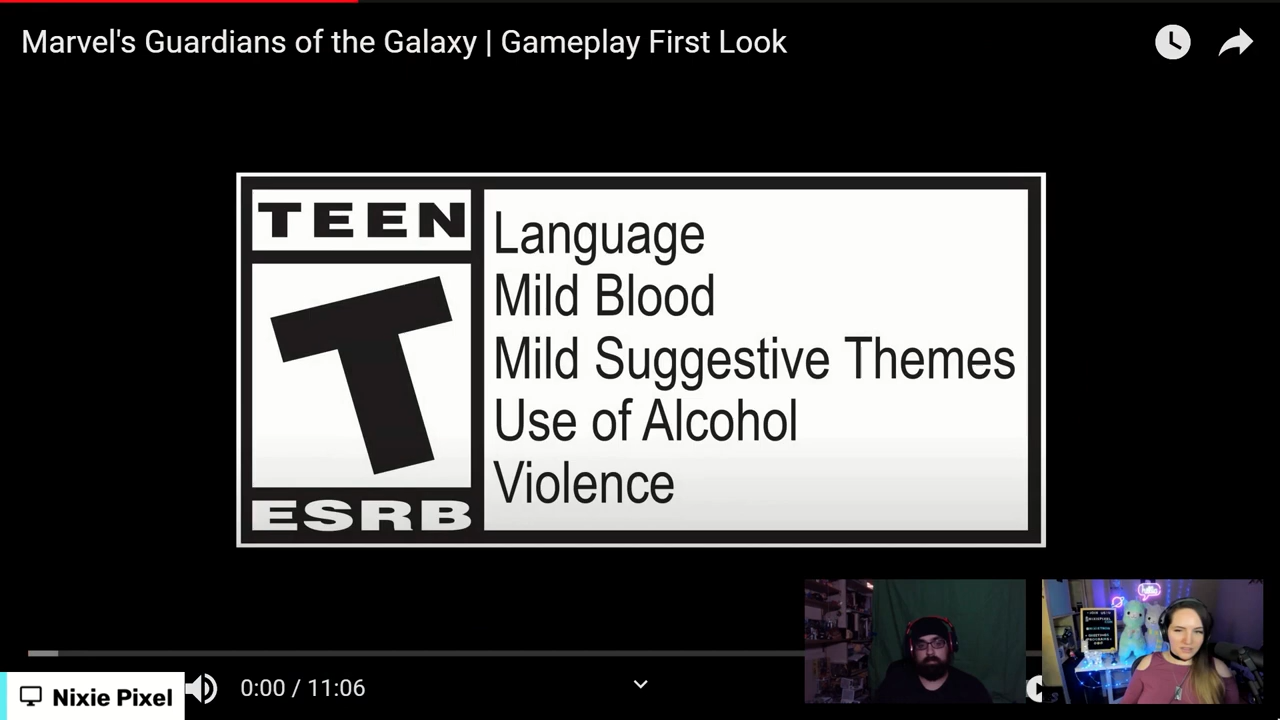 Marvel's Guardians of the Galaxy | Gameplay First Look
TEEN
T
ESRB
Language
Mild Blood
Mild Suggestive Themes
Use of Alcohol
Violence
hello
0:00 / 11:06
Nixie Pixel